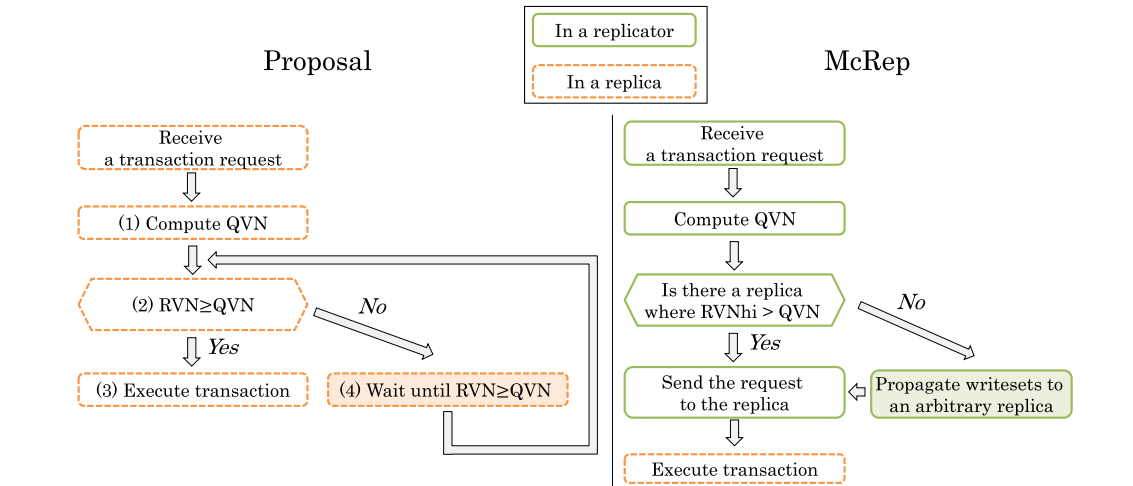 In a replicator
In a replica
Proposal
Receive
a transaction request
(1) Compute QVN
(2) RVN≥QVN
No
Yes
(3) Execute transaction
(4) Wait until RVN≥QVN
McRep
Receive
a transaction request
Compute QVN
Is there a replica
where RVNhi > QVN
No
Yes
Send the request
to the replica
Propagate writesets to
an arbitrary replica
Execute transaction